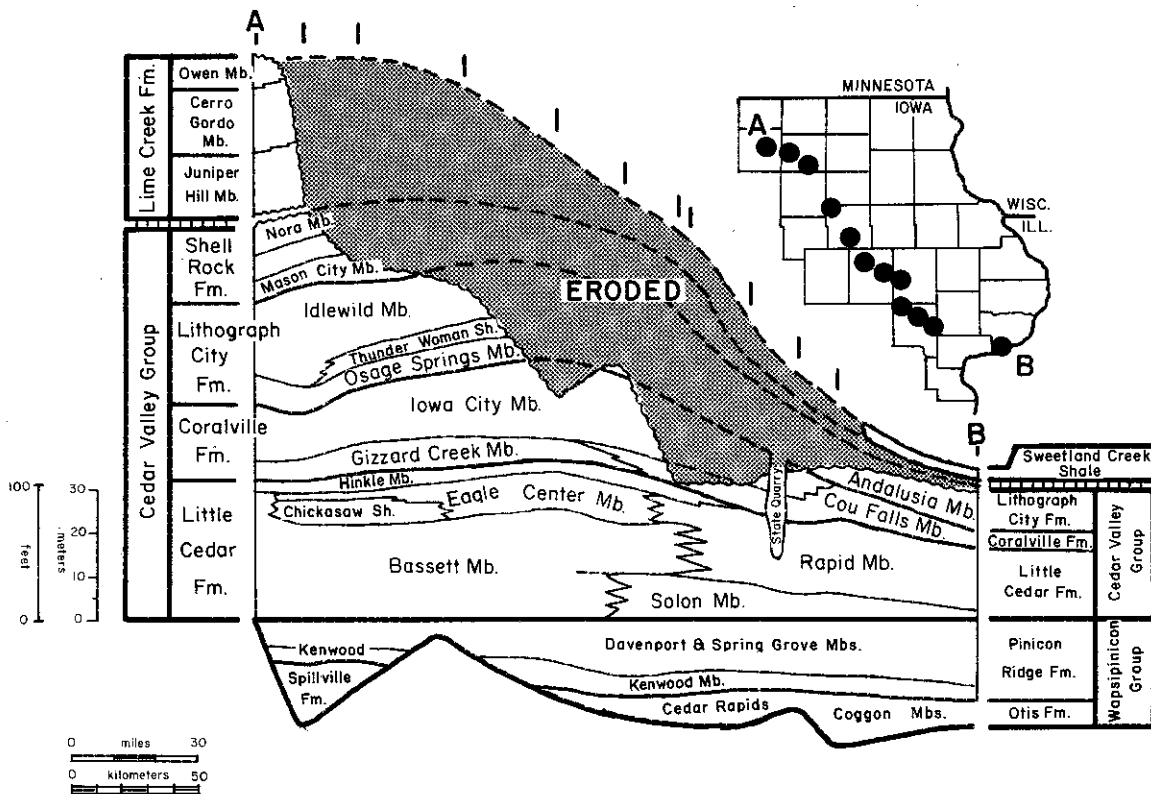 A
MINNESOTA
IOWA
A
WISC.
ILL.
B
Lime Creek Fm.
Owen Mb.
Cerro
Gordo
Mb.
Juniper
Hill Mb.
Cedar Valley Group
Shell
Rock
Fm.
Lithograph
City
Fm.
Coralville
Fm.
Little
Cedar
Fm.
Nora Mb.
Mason City Mb.
Idlewild Mb.
Thunder Woman Sh.
Osage Springs Mb.
Iowa City Mb.
Gizzard Creek Mb.
Hinkle Mb.
Chickasaw Sh.
Eagle Center Mb.
Bassett Mb.
ERODED
State Quarry
Andalusia Mb.
Cou Falls Mb.
Rapid Mb.
Solon Mb.
B
Sweetland Creek
Shale
Lithograph
City Fm.
Coralville Fm.
Little
Cedar Fm.
Cedar Valley
Group
Kenwood
Spillville
Fm.
Davenport & Spring Grove Mbs.
Kenwood Mb.
Cedar Rapids
Coggon Mbs.
Pinicon
Ridge Fm.
Otis Fm.
Wapsipinicon
Group
100
feet
0
30
meters
20
10
0
0 miles 30
0 kilometers 50